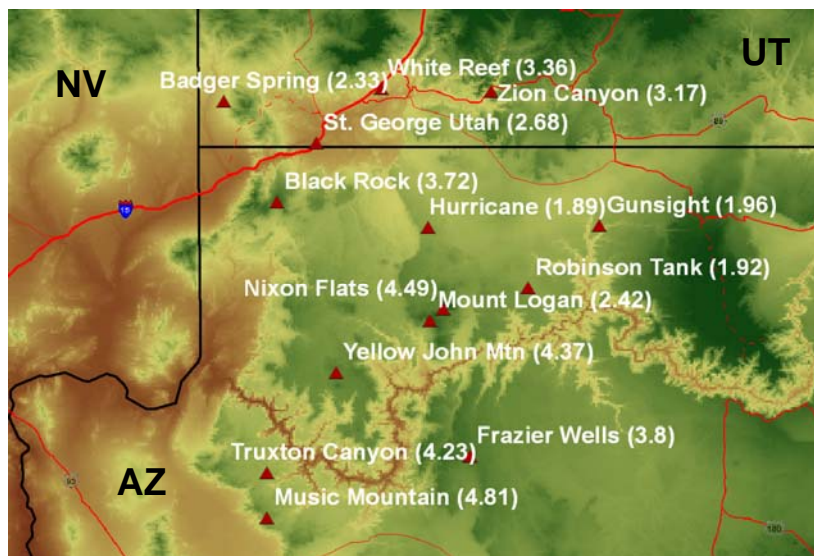 NV
UT
Badger Spring (2.33)
White Reef (3.36)
Zion Canyon (3.17)
St. George Utah (2.68)
Black Rock (3.72)
15
Hurricane (1.89)
Gunsight (1.96)
Robinson Tank (1.92)
Nixon Flats (4.49)
Mount Logan (2.42)
Yellow John Mtn (4.37)
Truxton Canyon (4.23)
Frazier Wells (3.8)
AZ
93
Music Mountain (4.81)
180